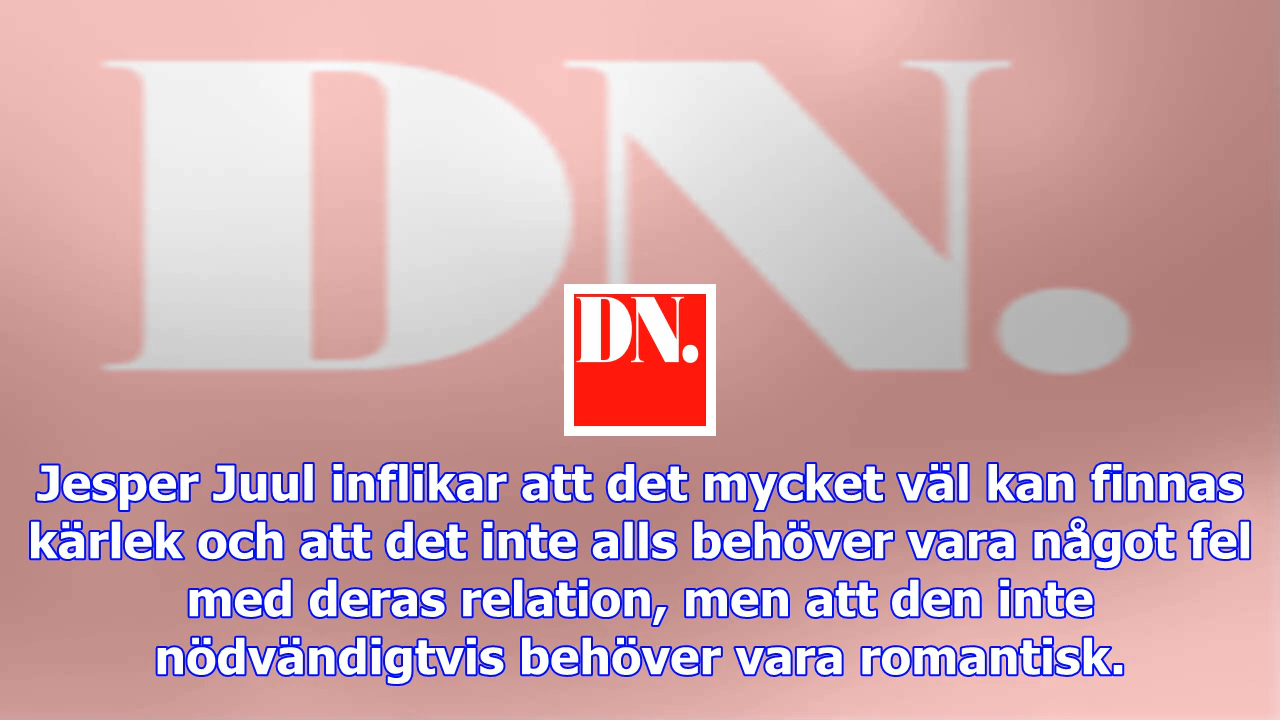 DN.
DN.
Jesper Juul inflikar att det mycket väl kan finnas
kärlek och att det inte alls behöver vara något fel
med deras relation, men att den inte
nödvändigtvis behöver vara romantisk.